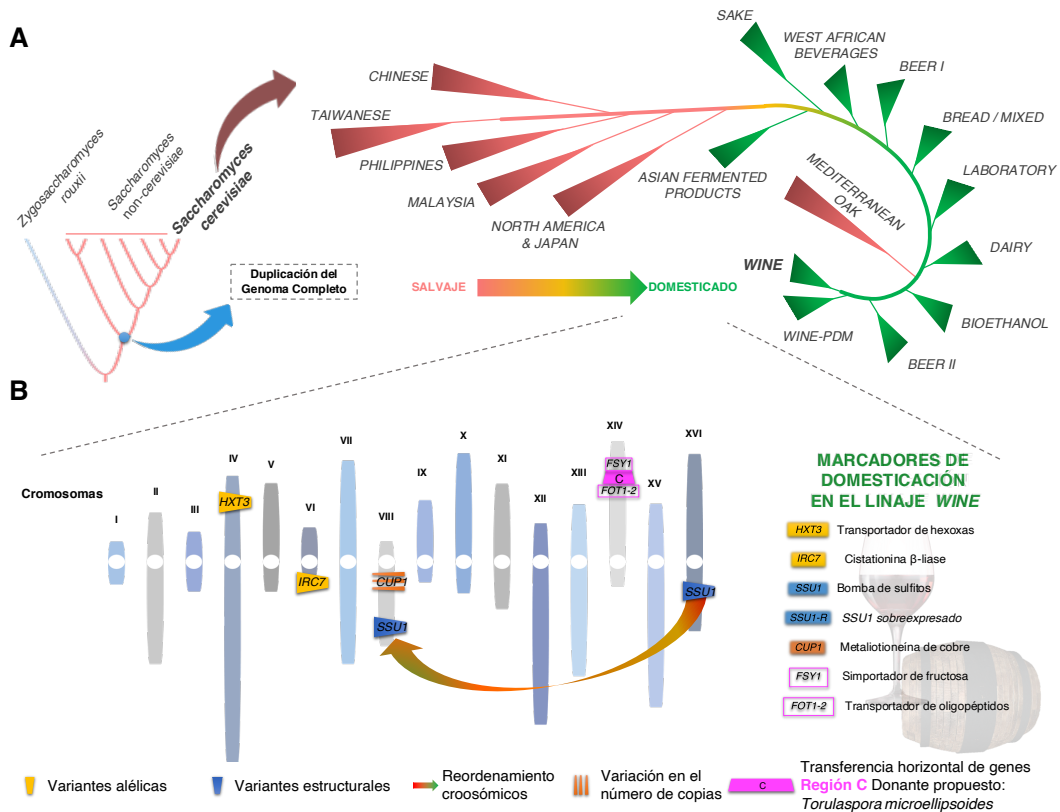 A
Zygosaccharomyces
rouxii
Saccharomyces
non-cerevisiae
Saccharomyces
cerevisiae
Duplicación del
Genoma Completo
CHINESE
TAIWANESE
PHILIPPINES
MALAYSIA
NORTH AMERICA
& JAPAN
ASIAN FERMENTED
PRODUCTS
SAKE
WEST AFRICAN
BEVERAGES
BEER I
BREAD / MIXED
LABORATORY
MEDITERRANEAN
OAK
DAIRY
BIOETHANOL
BEER II
WINE-PDM
WINE
SALVAJE
DOMESTICADO
B
Cromosomas
I
II
III
IV
V
VI
VII
VIII
IX
X
XI
XII
XIII
XIV
XV
XVI
HXT3
IRC7
CUP1
SSU1
FSY1
C
FOT1-2
SSU1
MARCADORES DE
DOMESTICACIÓN
EN EL LINAJE WINE
HXT3 Transportador de hexoxas
IRC7 Cistationina β-liase
SSU1 Bomba de sulfitos
SSU1-R SSU1 sobreexpresado
CUP1 Metaliotioneína de cobre
FSY1 Simportador de fructosa
FOT1-2 Transportador de oligopéptidos
Variantes alélicas
Variantes estructurales
Reordenamiento
croosómico
Variación en el
número de copias
C
Transferencia horizontal de genes
Región C Donante propuesto:
Torulaspora microellipsoides